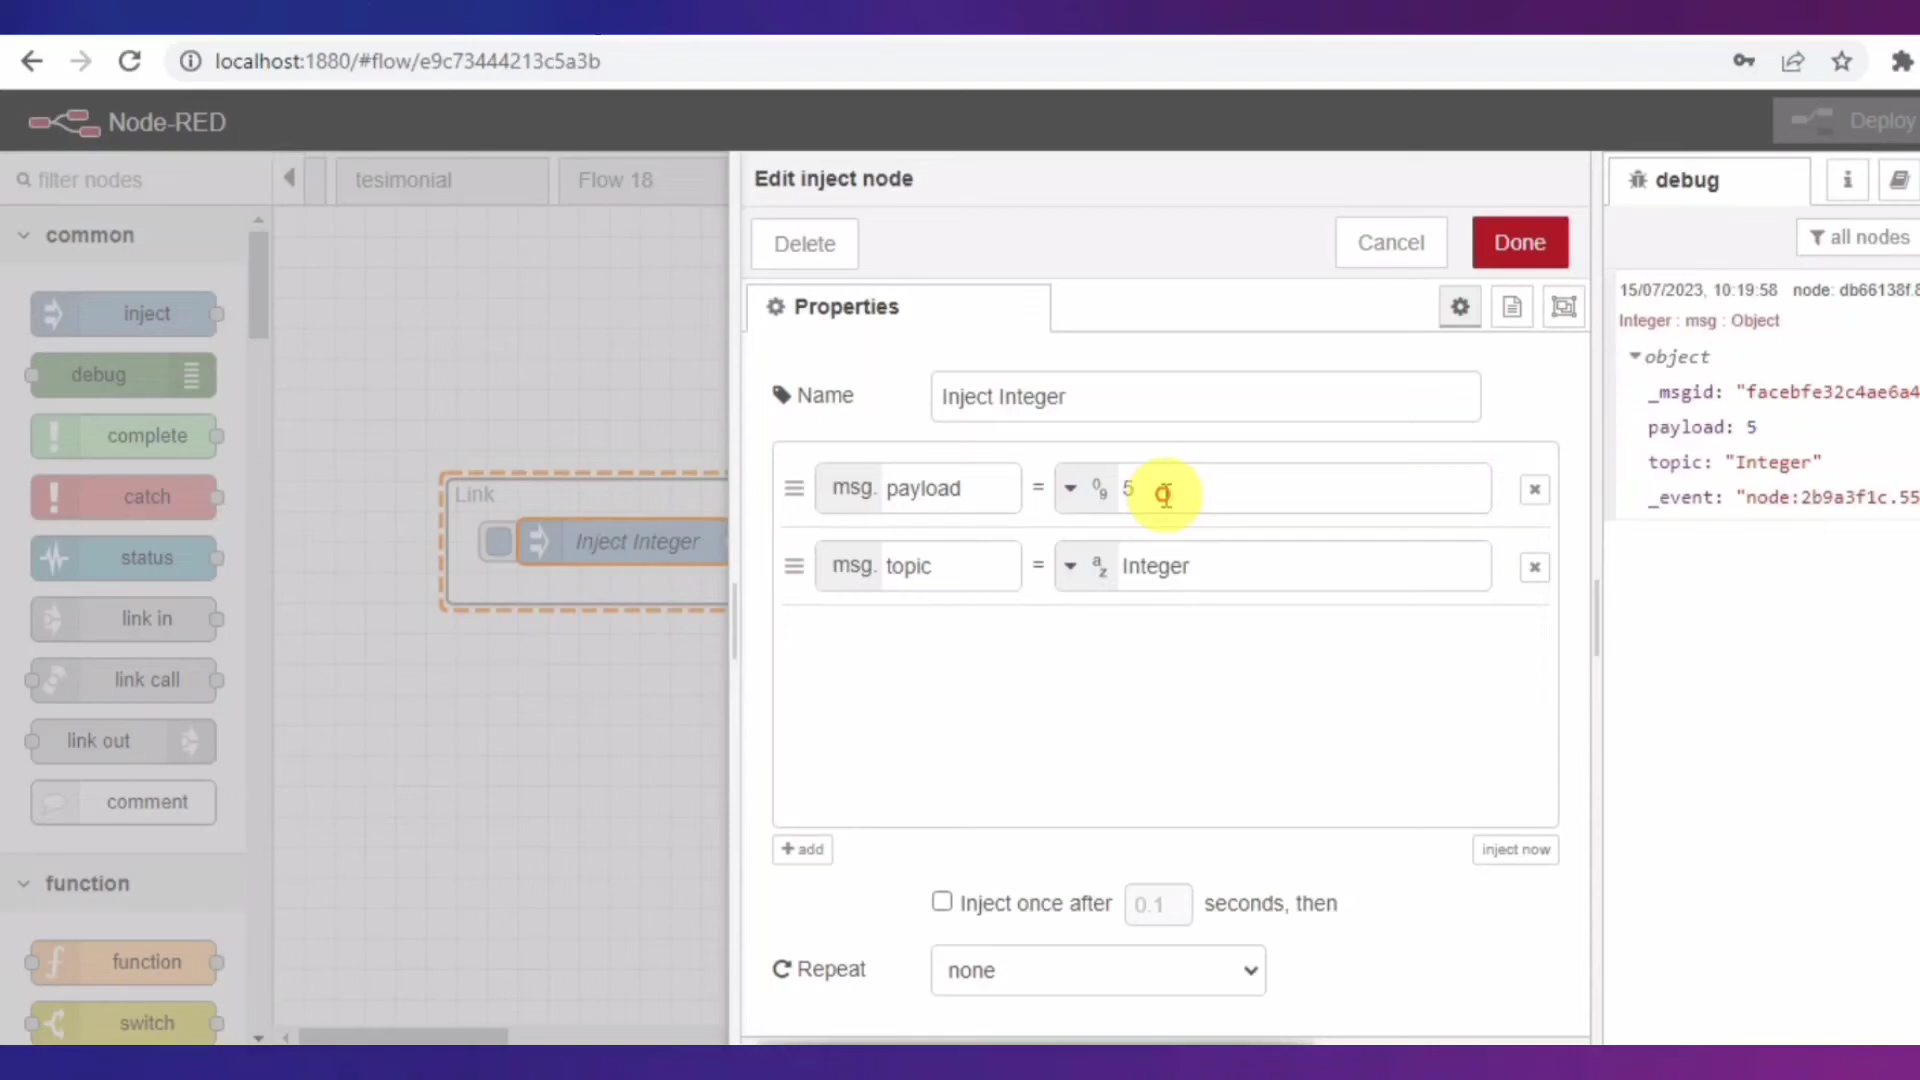 localhost:1880/#flow/e9c73444213c5a3b
Node-RED
Deploy
filter nodes
tesimonial
Flow 18
Edit inject node
debug
i
Delete
Cancel
Done
all nodes
common
inject
debug
complete
catch
status
link in
link call
link out
comment
function
function
switch
Link
Inject Integer
Properties
Name
Inject Integer
msg. payload = 0 9 5
msg. topic = a z Integer
+ add
inject now
Inject once after 0.1 seconds, then
Repeat
none
15/07/2023, 10:19:58 node: db66138f.8
Integer : msg : Object
object
_msgid: "facebfe32c4ae6a4
payload: 5
topic: "Integer"
_event: "node:2b9a3f1c.55